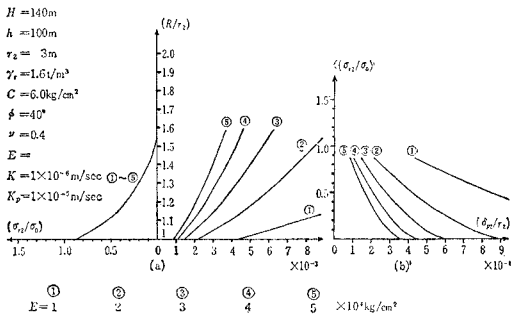 H =140m
h =100m
r₂ = 3m
γᵣ =1.6t/m³
C =6.0kg/cm²
φ =40°
ν =0.4
E =
K =1×10⁻⁶m/sec
Kₚ=1×10⁻⁵m/sec
(σr₂/σ₀)
1.5 1.0 0.5 0
①~⑤
(R/r₂)
2.0
1.9
1.8
1.7
1.6
1.5
1.4
1.3
1.2
1.1
1
⑤ ④ ③ ② ①
0 1 2 3 4 5 6 7 8
(a) ×10⁻³
((σr₂/σ₀)
1.5
1.0
0.5
⑤④③② ①
(δ r₂/r₂)
0 1 2 3 4 5 6 7 8 9
(b) ×10⁻³
① ② ③ ④ ⑤
E=1 2 3 4 5 ×10⁴kg/cm²